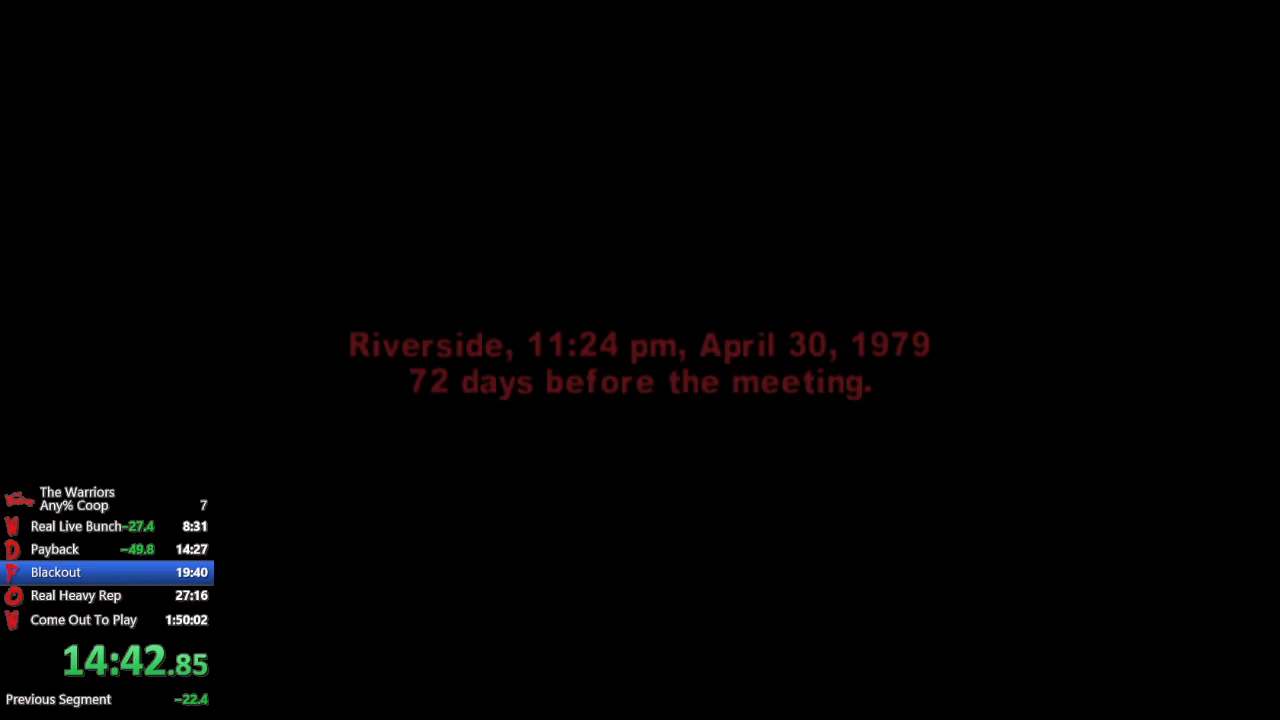 Riverside, 11:24 pm, April 30, 1979
72 days before the meeting.
The Warriors
Any% Coop 7
W Real Live Bunch -27.4 8:31
D Payback -49.8 14:27
P Blackout 19:40
O Real Heavy Rep 27:16
W Come Out To Play 1:50:02
14:42.85
Previous Segment -22.4